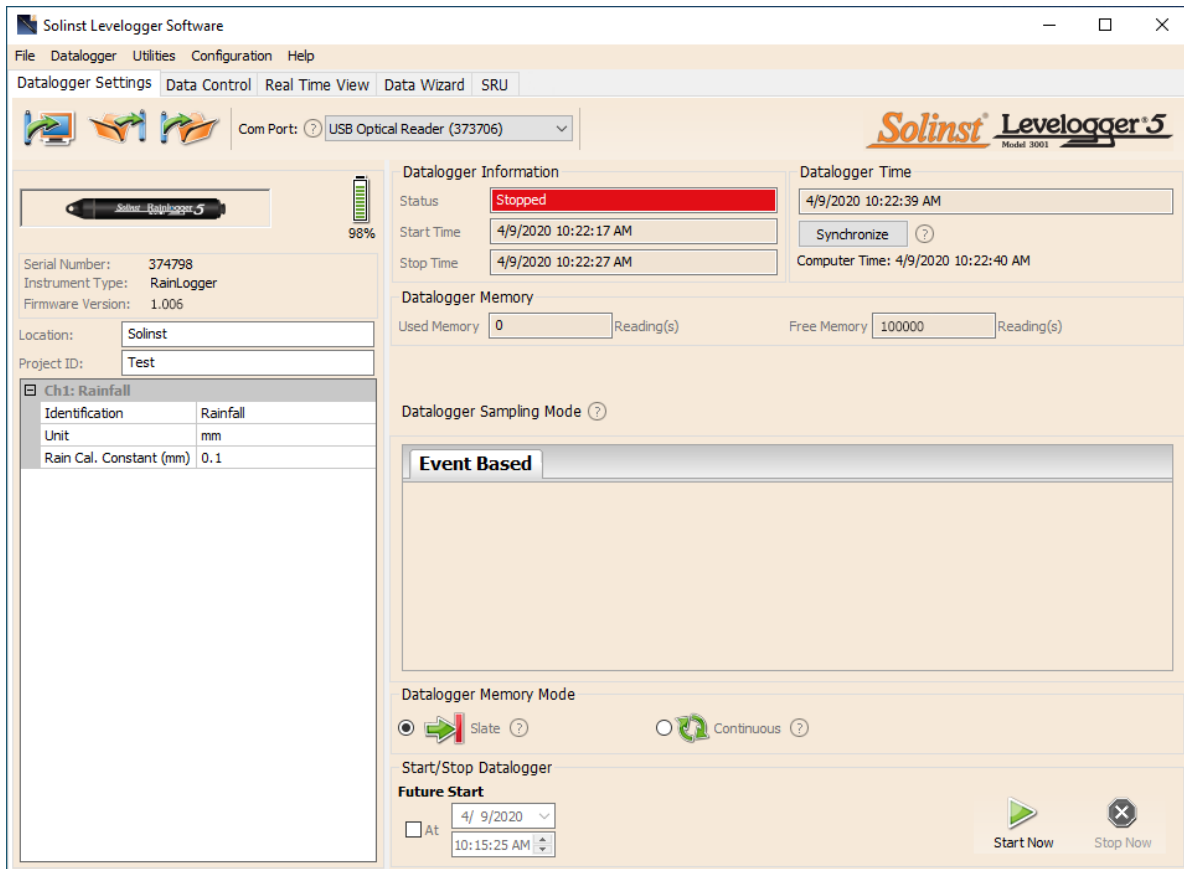 Solinst Levelogger Software
File Datalogger Utilities Configuration Help
Datalogger Settings Data Control Real Time View Data Wizard SRU
Com Port: ? USB Optical Reader (373706)
Solinst® Levelogger® 5
Model 3001
Solinst Rainlogger 5
98%
Serial Number: 374798
Instrument Type: RainLogger
Firmware Version: 1.006
Location: Solinst
Project ID: Test
Ch1: Rainfall
Identification Rainfall
Unit mm
Rain Cal. Constant (mm) 0.1
Datalogger Information
Status Stopped
Start Time 4/9/2020 10:22:17 AM
Stop Time 4/9/2020 10:22:27 AM
Datalogger Time
4/9/2020 10:22:39 AM
Synchronize ?
Computer Time: 4/9/2020 10:22:40 AM
Datalogger Memory
Used Memory 0 Reading(s) Free Memory 100000 Reading(s)
Datalogger Sampling Mode ?
Event Based
Datalogger Memory Mode
Slate ? Continuous ?
Start/Stop Datalogger
Future Start
At 4/ 9/2020
10:15:25 AM
Start Now Stop Now